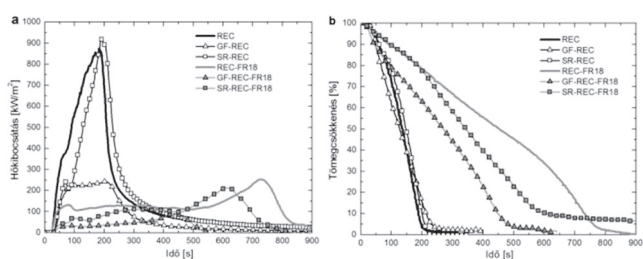 a
Hőkibocsátás [kW/m²]
1000
900
800
700
600
500
400
300
200
100
0
0 100 200 300 400 500 600 700 800 900
Idő [s]
REC
GF-REC
SR-REC
REC-FR18
GF-REC-FR18
SR-REC-FR18
b
Tömegcsökkenés [%]
100
90
80
70
60
50
40
30
20
10
0
0 100 200 300 400 500 600 700 800 900
Idő [s]
REC
GF-REC
SR-REC
REC-FR18
GF-REC-FR18
SR-REC-FR18